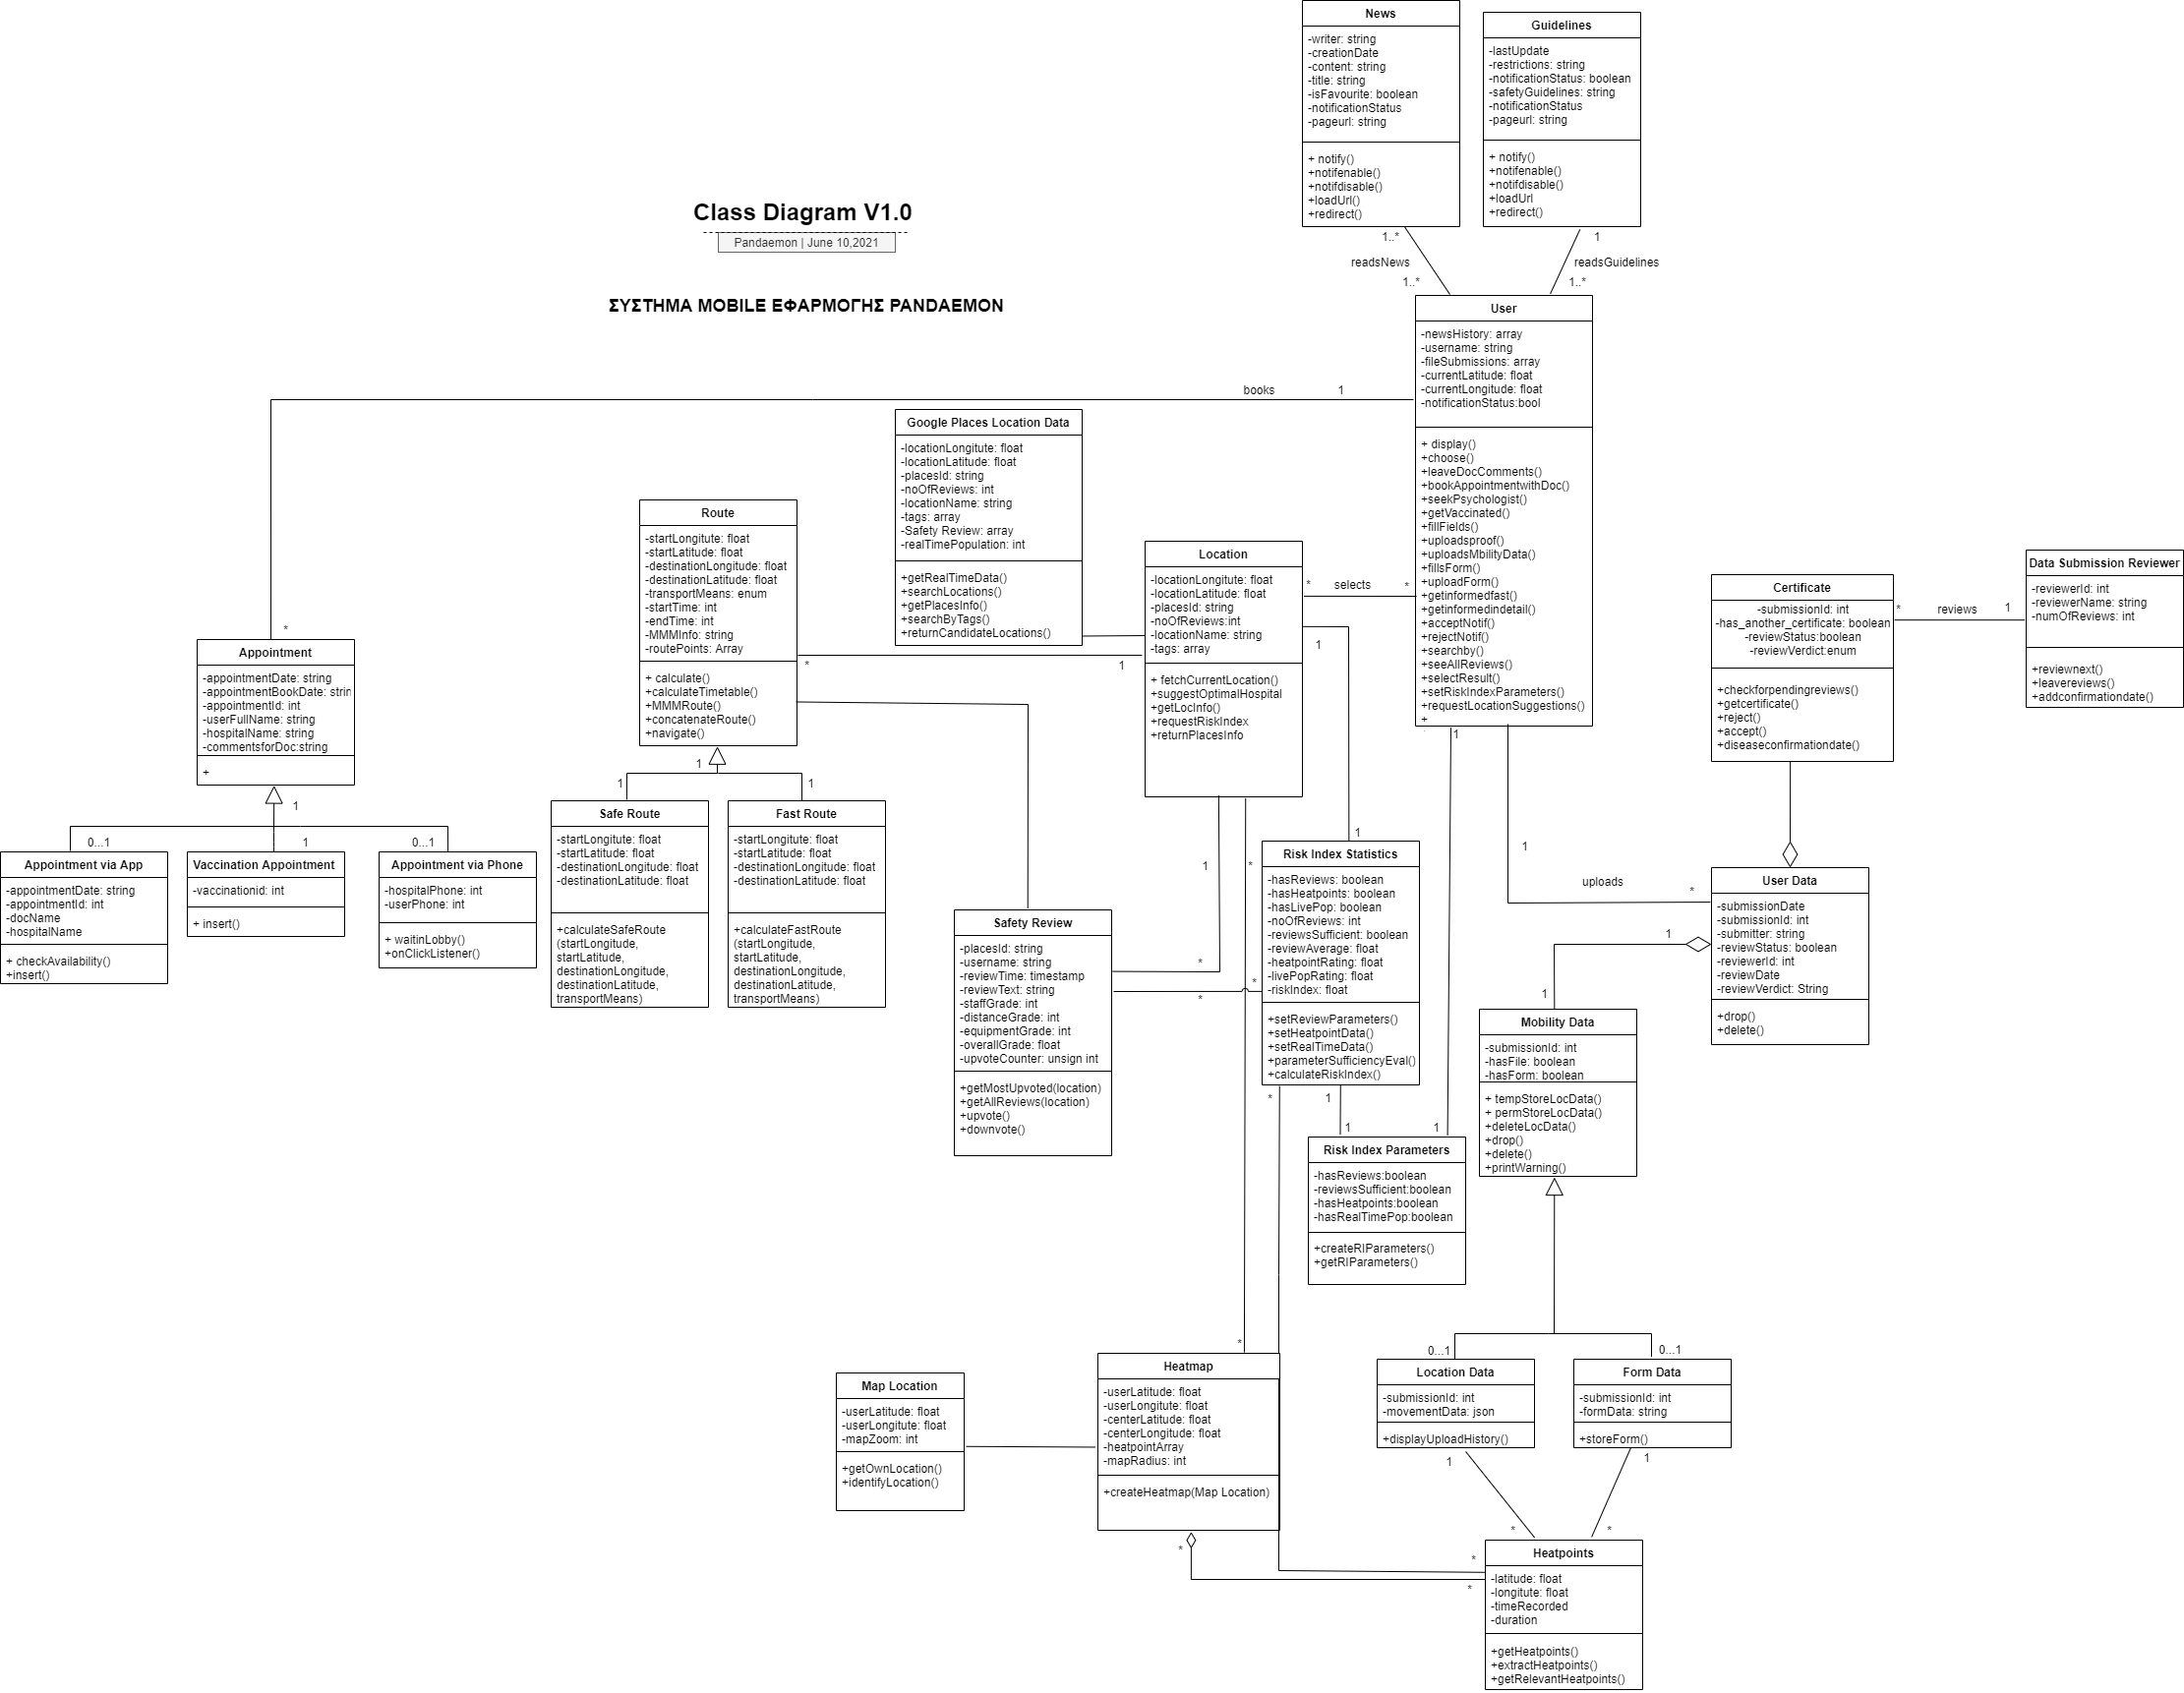 News
-writer: string
-creationDate
-content: string
-title: string
-isFavourite: boolean
-notificationStatus
-pageurl: string
+ notify()
+notifenable()
+notifdisable()
+loadUrl()
+redirect()
Guidelines
-lastUpdate
-restrictions: string
-notificationStatus: boolean
-safetyGuidelines: string
-notificationStatus
-pageurl: string
+ notify()
+notifenable()
+notifdisable()
+loadUrl
+redirect()
Class Diagram V1.0
Pandaemon | June 10,2021
ΣΥΣΤΗΜΑ MOBILE ΕΦΑΡΜΟΓΗΣ PANDAEMON
1..*
readsNews
1..*
1
readsGuidelines
1..*
User
-newsHistory: array
-username: string
-fileSubmissions: array
-currentLatitude: float
-currentLongitude: float
-notificationStatus:bool
+ display()
+choose()
+leaveDocComments()
+bookAppointmentwithDoc()
+seekPsychologist()
+getVaccinated()
+fillFields()
+uploadsproof()
+uploadsMbilityData()
+fillsForm()
+uploadForm()
+getinformedfast()
+getinformedindetail()
+acceptNotif()
+rejectNotif()
+searchby()
+seeAllReviews()
+selectResult()
+setRiskIndexParameters()
+requestLocationSuggestions()
+
books
1
*
Google Places Location Data
-locationLongitute: float
-locationLatitude: float
-placesId: string
-noOfReviews: int
-locationName: string
-tags: array
-Safety Review: array
-realTimePopulation: int
+getRealTimeData()
+searchLocations()
+getPlacesInfo()
+searchByTags()
+returnCandidateLocations()
Route
-startLongitute: float
-startLatitude: float
-destinationLongitude: float
-destinationLatitude: float
-transportMeans: enum
-startTime: int
-endTime: int
-MMMInfo: string
-routePoints: Array
+ calculate()
+calculateTimetable()
+MMMRoute()
+concatenateRoute()
+navigate()
Location
-locationLongitute: float
-locationLatitude: float
-placesId: string
-noOfReviews:int
-locationName: string
-tags: array
+ fetchCurrentLocation()
+suggestOptimalHospital
+getLocInfo()
+requestRiskIndex
+returnPlacesInfo
* selects *
* 1
1
Certificate
-submissionId: int
-has_another_certificate: boolean
-reviewStatus:boolean
-reviewVerdict:enum
+checkforpendingreviews()
+getcertificate()
+reject()
+accept()
+diseaseconfirmationdate()
* reviews 1
Data Submission Reviewer
-reviewerId: int
-reviewerName: string
-numOfReviews: int
+reviewnext()
+leavereviews()
+addconfirmationdate()
Appointment
-appointmentDate: string
-appointmentBookDate: strin
-appointmentId: int
-userFullName: string
-hospitalName: string
-commentsforDoc:string
+
1
0...1
1
0...1
Appointment via App
-appointmentDate: string
-appointmentId: int
-docName
-hospitalName
+ checkAvailability()
+insert()
Vaccination Appointment
-vaccinationid: int
+ insert()
Appointment via Phone
-hospitalPhone: int
-userPhone: int
+ waitinLobby()
+onClickListener()
1
1
1
Safe Route
-startLongitute: float
-startLatitude: float
-destinationLongitude: float
-destinationLatitude: float
+calculateSafeRoute
(startLongitude,
startLatitude,
destinationLongitude,
destinationLatitude,
transportMeans)
Fast Route
-startLongitute: float
-startLatitude: float
-destinationLongitude: float
-destinationLatitude: float
+calculateFastRoute
(startLongitude,
startLatitude,
destinationLongitude,
destinationLatitude,
transportMeans)
Safety Review
-placesId: string
-username: string
-reviewTime: timestamp
-reviewText: string
-staffGrade: int
-distanceGrade: int
-equipmentGrade: int
-overallGrade: float
-upvoteCounter: unsign int
+getMostUpvoted(location)
+getAllReviews(location)
+upvote()
+downvote()
1
*
*
*
*
1
Risk Index Statistics
-hasReviews: boolean
-hasHeatpoints: boolean
-hasLivePop: boolean
-noOfReviews: int
-reviewsSufficient: boolean
-reviewAverage: float
-heatpointRating: float
-livePopRating: float
-riskIndex: float
+setReviewParameters()
+setHeatpointData()
+setRealTimeData()
+parameterSufficiencyEval()
+calculateRiskIndex()
*
1
1
1
1
Risk Index Parameters
-hasReviews:boolean
-reviewsSufficient:boolean
-hasHeatpoints:boolean
-hasRealTimePop:boolean
+createRIParameters()
+getRIParameters()
1
uploads
*
User Data
-submissionDate
-submissionId: int
-submitter: string
-reviewStatus: boolean
-reviewerId: int
-reviewDate
-reviewVerdict: String
+drop()
+delete()
1
1
Mobility Data
-submissionId: int
-hasFile: boolean
-hasForm: boolean
+ tempStoreLocData()
+ permStoreLocData()
+deleteLocData()
+drop()
+delete()
+printWarning()
0...1
0...1
Location Data
-submissionId: int
-movementData: json
+displayUploadHistory()
Form Data
-submissionId: int
-formData: string
+storeForm()
Map Location
-userLatitude: float
-userLongitute: float
-mapZoom: int
+getOwnLocation()
+identifyLocation()
*
Heatmap
-userLatitude: float
-userLongitute: float
-centerLatitude: float
-centerLongitude: float
-heatpointArray
-mapRadius: int
+createHeatmap(Map Location)
*
*
*
1
1
*
*
Heatpoints
-latitude: float
-longitute: float
-timeRecorded
-duration
+getHeatpoints()
+extractHeatpoints()
+getRelevantHeatpoints()